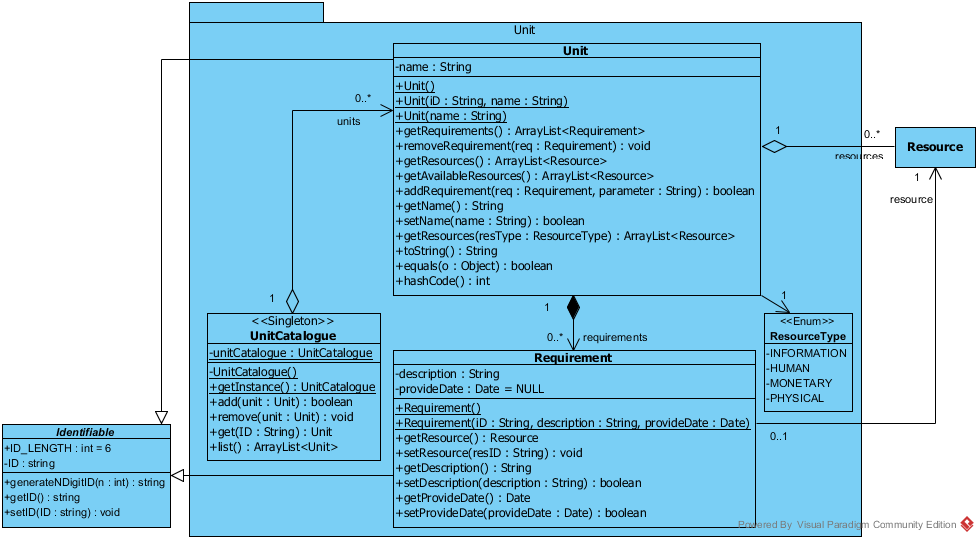 Unit
Unit
-name : String
+Unit()
+Unit(iD : String, name : String)
+Unit(name : String)
+getRequirements() : ArrayList<Requirement>
+removeRequirement(req : Requirement) : void
+getResources() : ArrayList<Resource>
+getAvailableResources() : ArrayList<Resource>
+addRequirement(req : Requirement, parameter : String) : boolean
+getName() : String
+setName(name : String) : boolean
+getResources(resType : ResourceType) : ArrayList<Resource>
+toString() : String
+equals(o : Object) : boolean
+hashCode() : int
0..*
units
1
1
0..*
resources
Resource
1
resource
1
0..*
requirements
1
<<Singleton>>
UnitCatalogue
-unitCatalogue : UnitCatalogue
-UnitCatalogue()
+getInstance() : UnitCatalogue
+add(unit : Unit) : boolean
+remove(unit : Unit) : void
+get(ID : String) : Unit
+list() : ArrayList<Unit>
<<Enum>>
ResourceType
-INFORMATION
-HUMAN
-MONETARY
-PHYSICAL
Requirement
-description : String
-provideDate : Date = NULL
+Requirement()
+Requirement(iD : String, description : String, provideDate : Date)
+getResource() : Resource
+setResource(resID : String) : void
+getDescription() : String
+setDescription(description : String) : boolean
+getProvideDate() : Date
+setProvideDate(provideDate : Date) : boolean
0..1
Identifiable
+ID_LENGTH : int = 6
-ID : string
+generateNDigitID(n : int) : string
+getID() : string
+setID(ID : string) : void
Powered By Visual Paradigm Community Edition